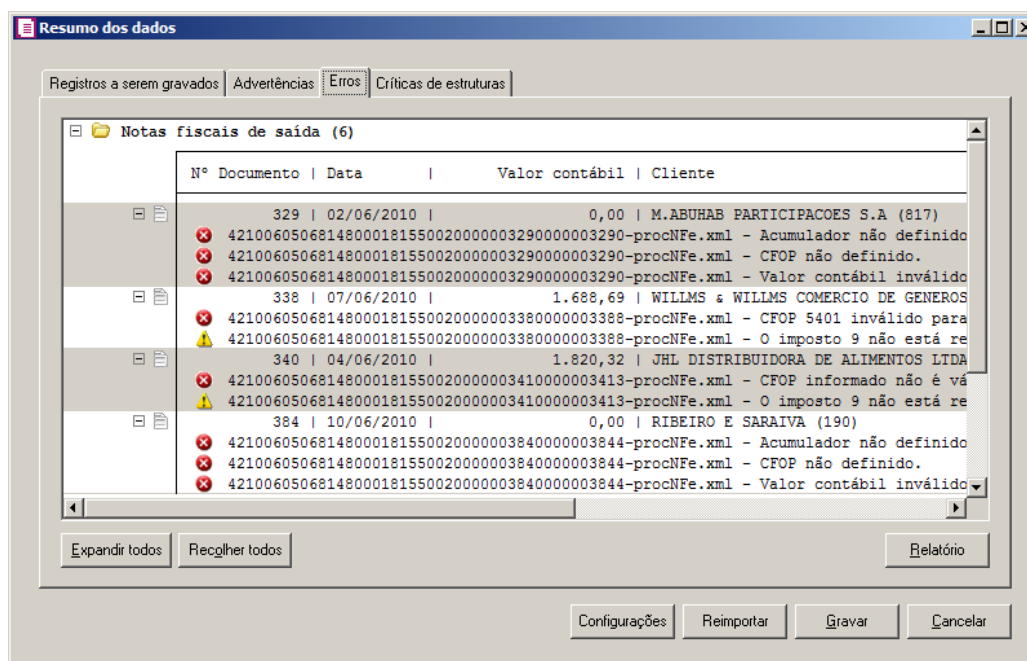 Resumo dos dados
Registros a serem gravados Advertências Erros Críticas de estruturas
Notas fiscais de saída (6)
Nº Documento | Data | Valor contábil | Cliente
329 | 02/06/2010 | 0,00 | M.ABUHAB PARTICIPACOES S.A (817)
42100605068148000181550020000003290000003290-procNFe.xml - Acumulador não definido
42100605068148000181550020000003290000003290-procNFe.xml - CFOP não definido.
42100605068148000181550020000003290000003290-procNFe.xml - Valor contábil inválido
338 | 07/06/2010 | 1.688,69 | WILLMS & WILLMS COMERCIO DE GENEROS
42100605068148000181550020000003380000003388-procNFe.xml - CFOP 5401 inválido para
42100605068148000181550020000003380000003388-procNFe.xml - O imposto 9 não está re
340 | 04/06/2010 | 1.820,32 | JHL DISTRIBUIDORA DE ALIMENTOS LTDA
42100605068148000181550020000003410000003413-procNFe.xml - CFOP informado não é vá
42100605068148000181550020000003410000003413-procNFe.xml - O imposto 9 não está re
384 | 10/06/2010 | 0,00 | RIBEIRO E SARAIVA (190)
42100605068148000181550020000003840000003844-procNFe.xml - Acumulador não definido
42100605068148000181550020000003840000003844-procNFe.xml - CFOP não definido.
42100605068148000181550020000003840000003844-procNFe.xml - Valor contábil inválido
Expandir todos Recolher todos Relatório
Configurações Reimportar Gravar Cancelar